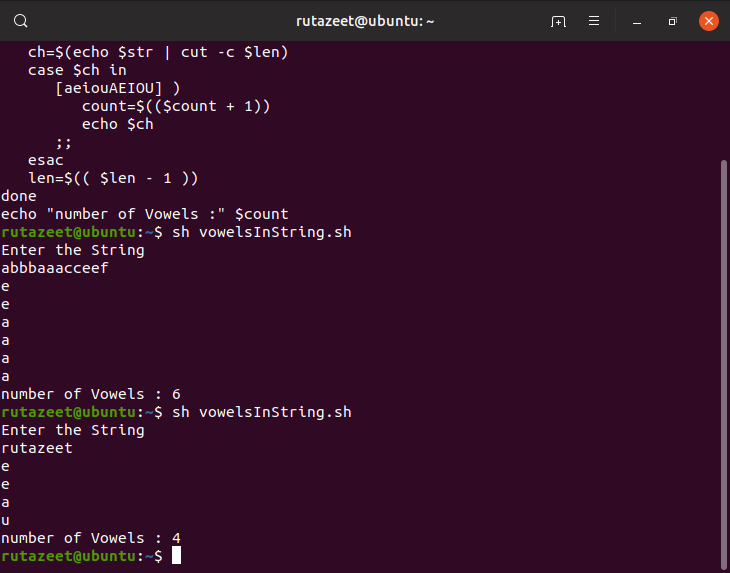 rutazeet@ubuntu: ~
   ch=$(echo $str | cut -c $len)
   case $ch in
      [aeiouAEIOU] )
         count=$(($count + 1))
         echo $ch
      ;;
   esac
   len=$(( $len - 1 ))
done
echo "number of Vowels :" $count
rutazeet@ubuntu:~$ sh vowelsInString.sh
Enter the String
abbbaaacceef
e
e
a
a
a
a
number of Vowels : 6
rutazeet@ubuntu:~$ sh vowelsInString.sh
Enter the String
rutazeet
e
e
a
u
number of Vowels : 4
rutazeet@ubuntu:~$